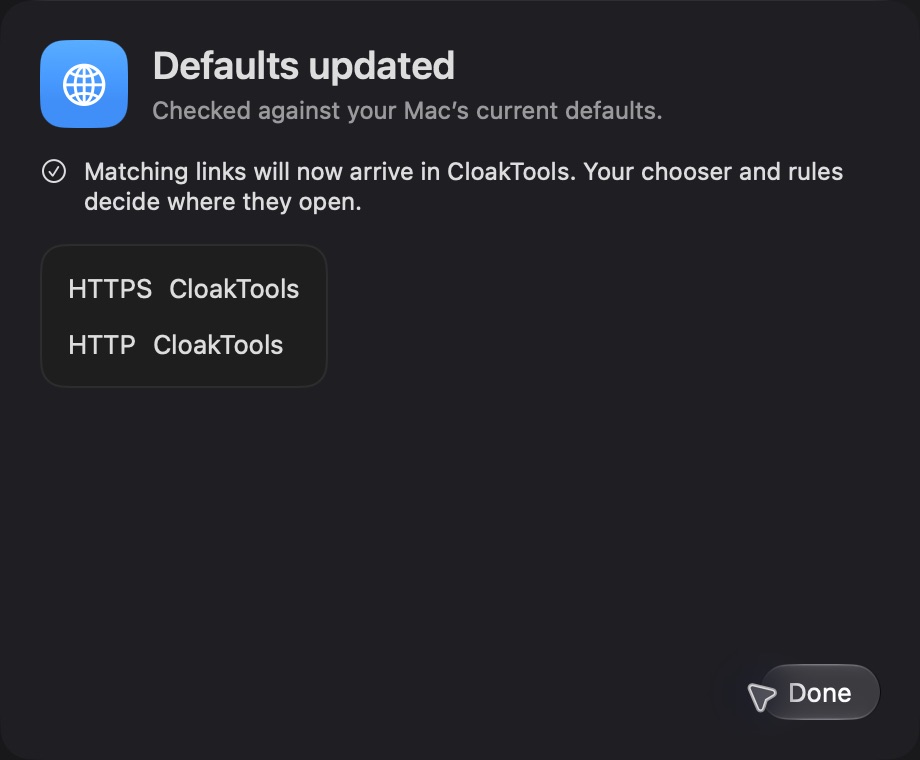 Defaults updated
Checked against your Mac’s current defaults.
Matching links will now arrive in CloakTools. Your chooser and rules
decide where they open.
HTTPS CloakTools
HTTP CloakTools
Done